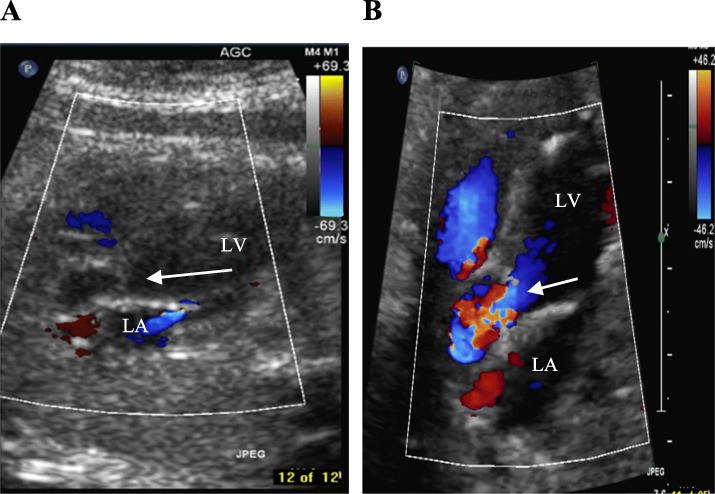 A
AGC
P
M4 M1
+69.3
-69.3
cm/s
LV
LA
JPEG
12 of 12
B
P
+46.2
-46.2
cm/s
x
LV
LA
JPEG